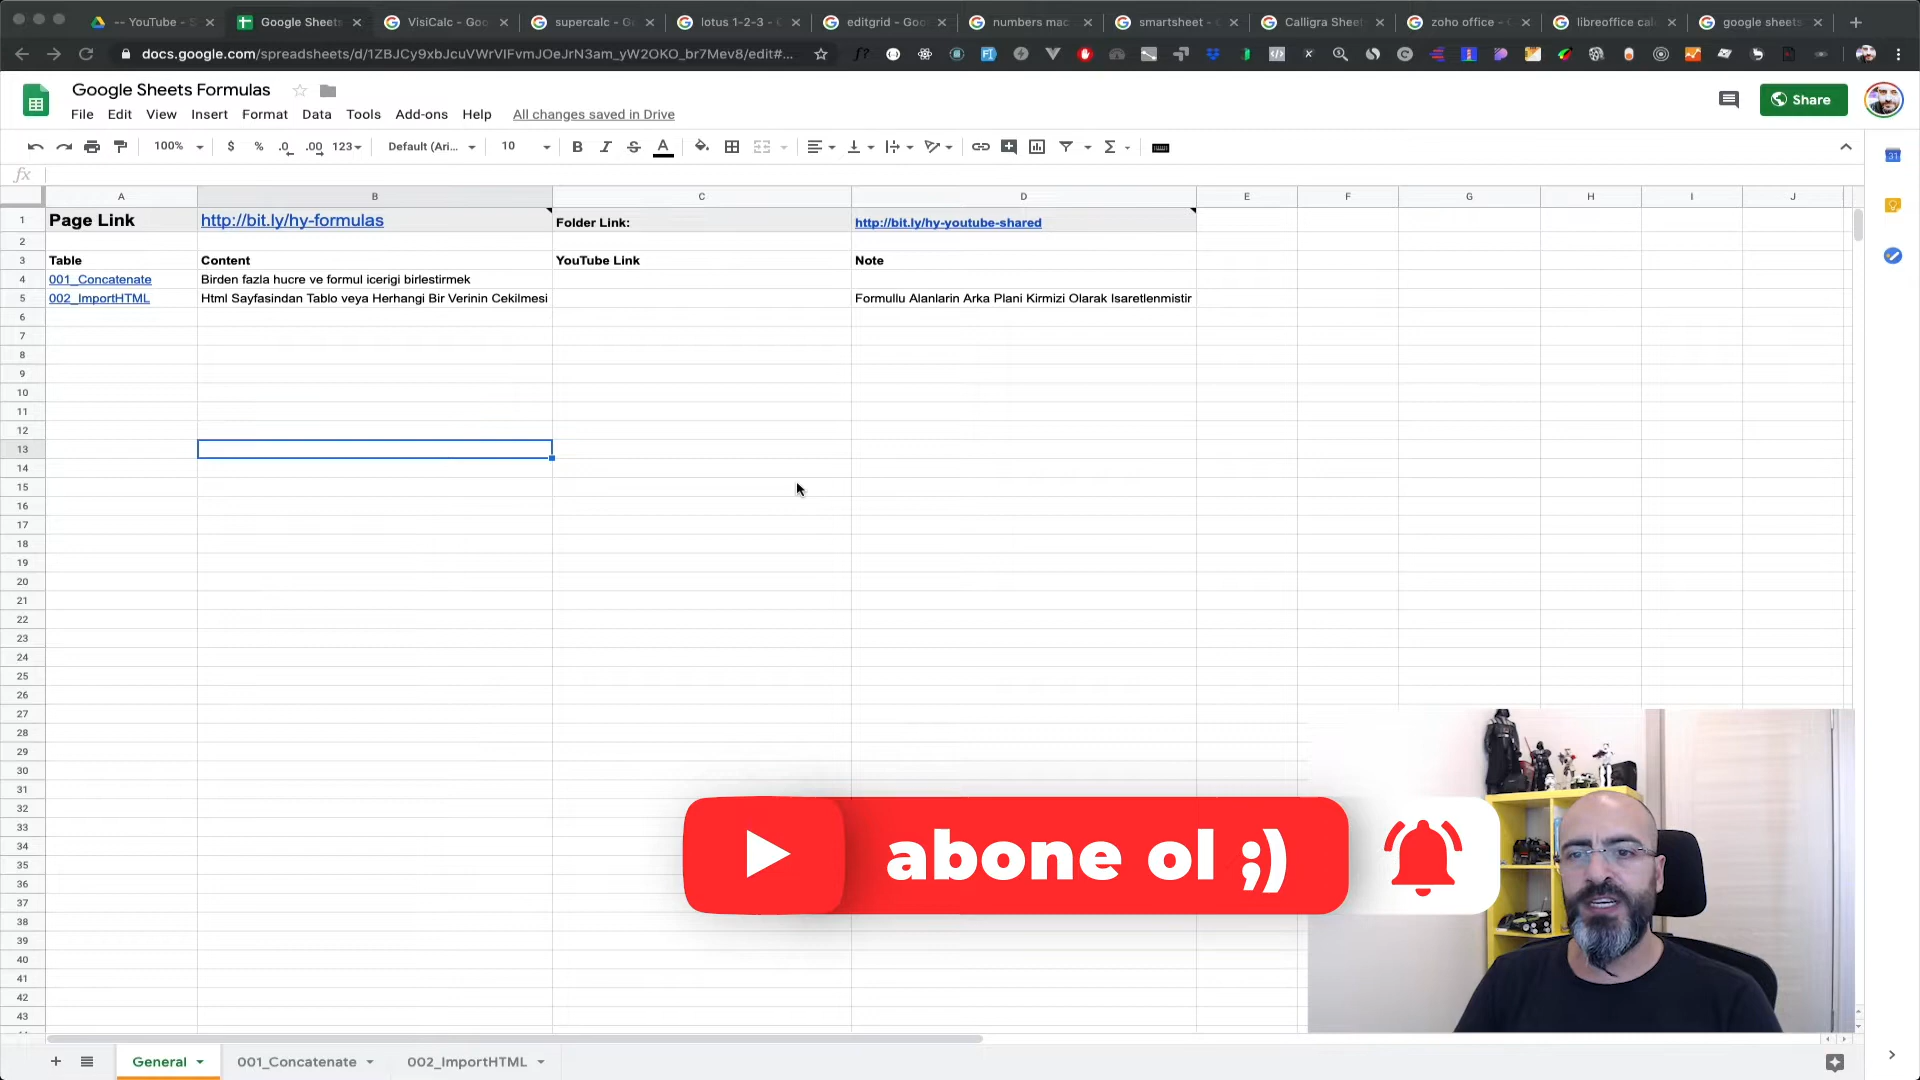 -- YouTube - S
Google Sheets
VisiCalc - Goo
supercalc - Go
lotus 1-2-3 - G
editgrid - Goo
numbers mac
smartsheet - G
Calligra Sheet
zoho office - G
libreoffice cal
google sheets
docs.google.com/spreadsheets/d/1ZBJCy9xbJcuVWrVIFvmJOeJrN3am_yW2OKO_br7Mev8/edit#...
Google Sheets Formulas
File Edit View Insert Format Data Tools Add-ons Help All changes saved in Drive
Share
100% $ % .0 .00 123 Default (Ari... 10 B I S A
fx
A B C D E F G H I J
1 Page Link http://bit.ly/hy-formulas Folder Link: http://bit.ly/hy-youtube-shared
2
3 Table Content YouTube Link Note
4 001_Concatenate Birden fazla hucre ve formul icerigi birlestirmek
5 002_ImportHTML Html Sayfasindan Tablo veya Herhangi Bir Verinin Cekilmesi Formullu Alanlarin Arka Plani Kirmizi Olarak Isaretlenmistir
6
7
8
9
10
11
12
13
14
15
16
17
18
19
20
21
22
23
24
25
26
27
28
29
30
31
32
33
34
35
36
37
38
39
40
41
42
43
abone ol ;)
General 001_Concatenate 002_ImportHTML